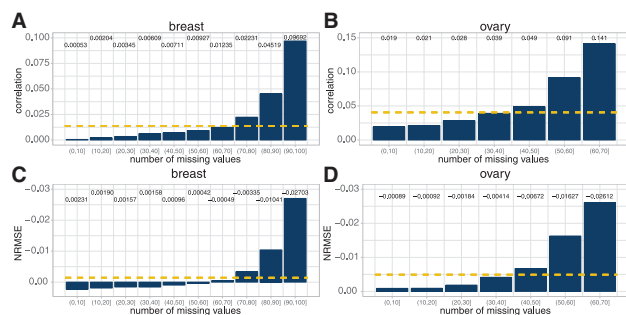 A
breast
0.00204 0.00609 0.00927 0.02231 0.09692
0.00053 0.00345 0.00711 0.01235 0.04519
0.100
0.075
0.050
0.025
0.000
correlation
(0,10] (10,20] (20,30] (30,40] (40,50] (50,60] (60,70] (70,80] (80,90] (90,100]
number of missing values
B
ovary
0.019 0.021 0.028 0.039 0.049 0.091 0.141
0.15
0.10
0.05
0.00
correlation
(0,10] (10,20] (20,30] (30,40] (40,50] (50,60] (60,70]
number of missing values
C
breast
0.00190 0.00158 0.00042 −0.00335 −0.02703
0.00231 0.00157 0.00096 −0.00049 −0.01041
−0.03
−0.02
−0.01
0.00
NRMSE
(0,10] (10,20] (20,30] (30,40] (40,50] (50,60] (60,70] (70,80] (80,90] (90,100]
number of missing values
D
ovary
−0.00089 −0.00092 −0.00184 −0.00414 −0.00672 −0.01627 −0.02612
−0.03
−0.02
−0.01
0.00
NRMSE
(0,10] (10,20] (20,30] (30,40] (40,50] (50,60] (60,70]
number of missing values